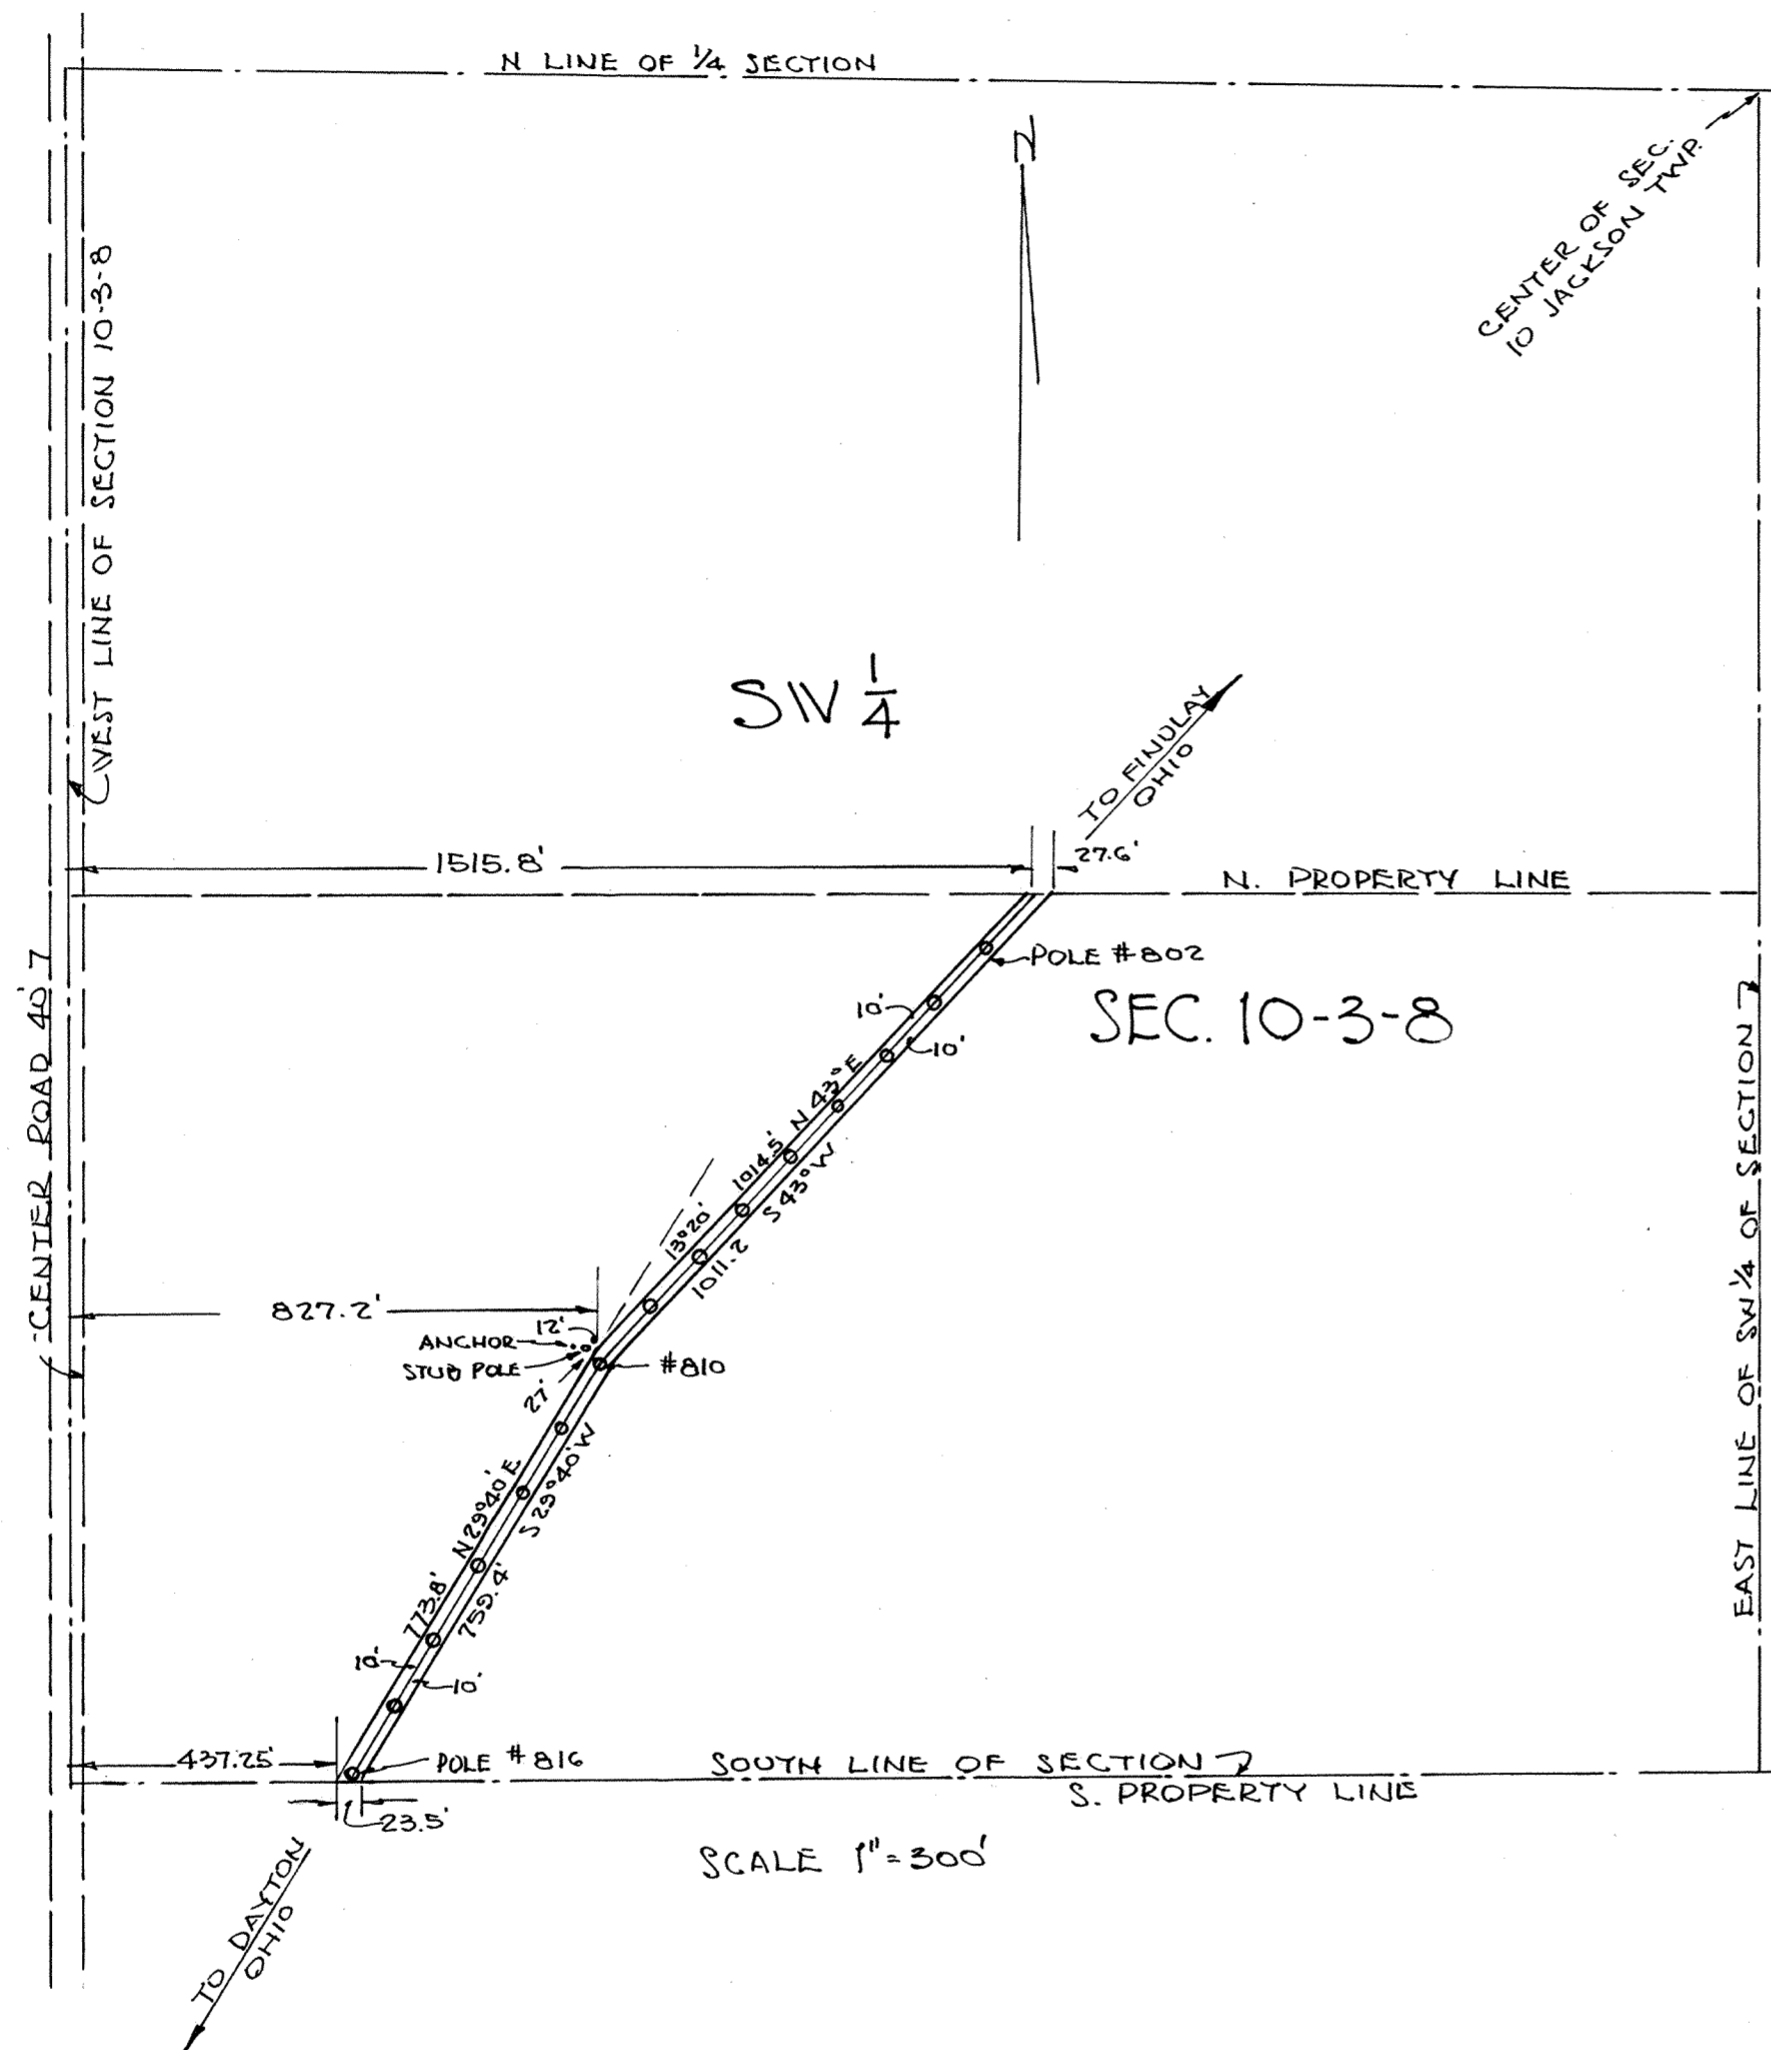 N LINE OF 1/4 SECTION
N
CENTER OF SEC.
10 JACKSON TWP.
WEST LINE OF SECTION 10-3-8
SW 1/4
TO FINDLAY
OHIO
1515.8'
27.6'
N. PROPERTY LINE
POLE #802
SEC. 10-3-8
10'
10'
N 43° E
1014.5'
S 43° W
13°20'
1011.2
CENTER ROAD 40'
EAST LINE OF SW 1/4 OF SECTION
827.2'
12'
ANCHOR
STUB POLE
#810
27'
N 29°40' E
S 29°40' W
773.8'
759.4'
10'
10'
437.25'
POLE #816
SOUTH LINE OF SECTION
S. PROPERTY LINE
23.5'
SCALE 1"=300'
TO DAYTON
OHIO